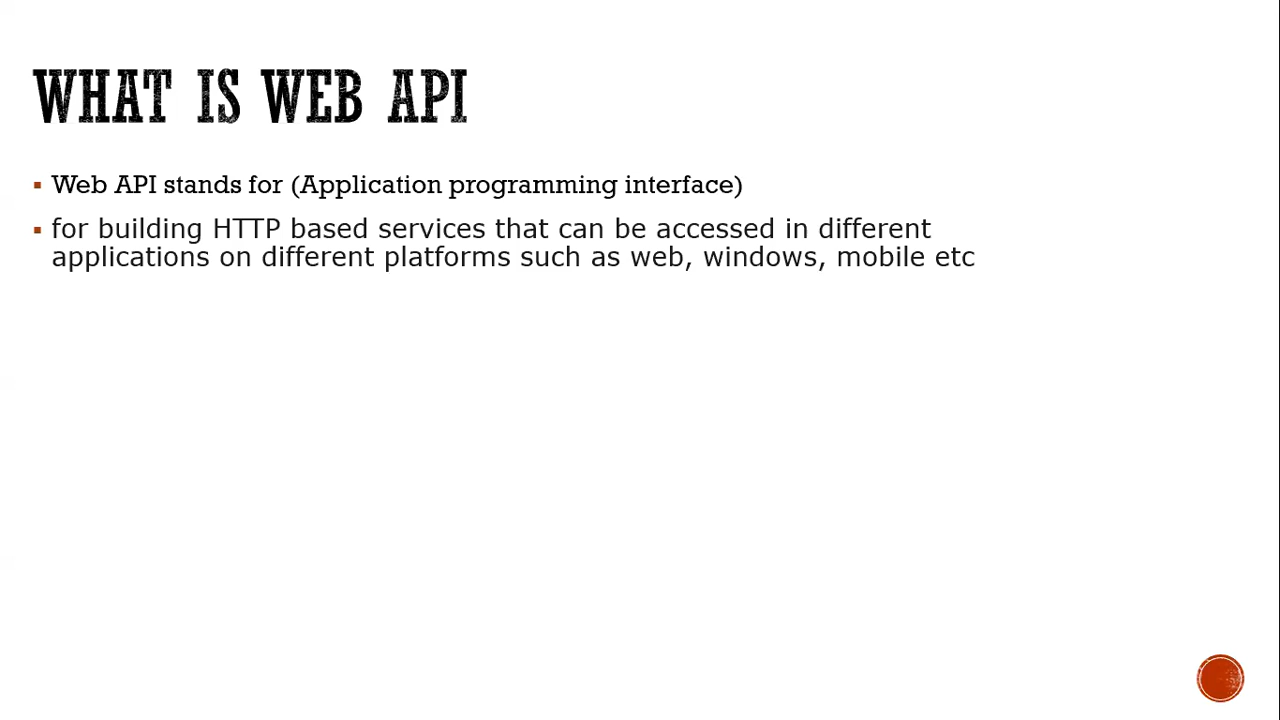 WHAT IS WEB API
▪ Web API stands for (Application programming interface)
▪ for building HTTP based services that can be accessed in different
applications on different platforms such as web, windows, mobile etc